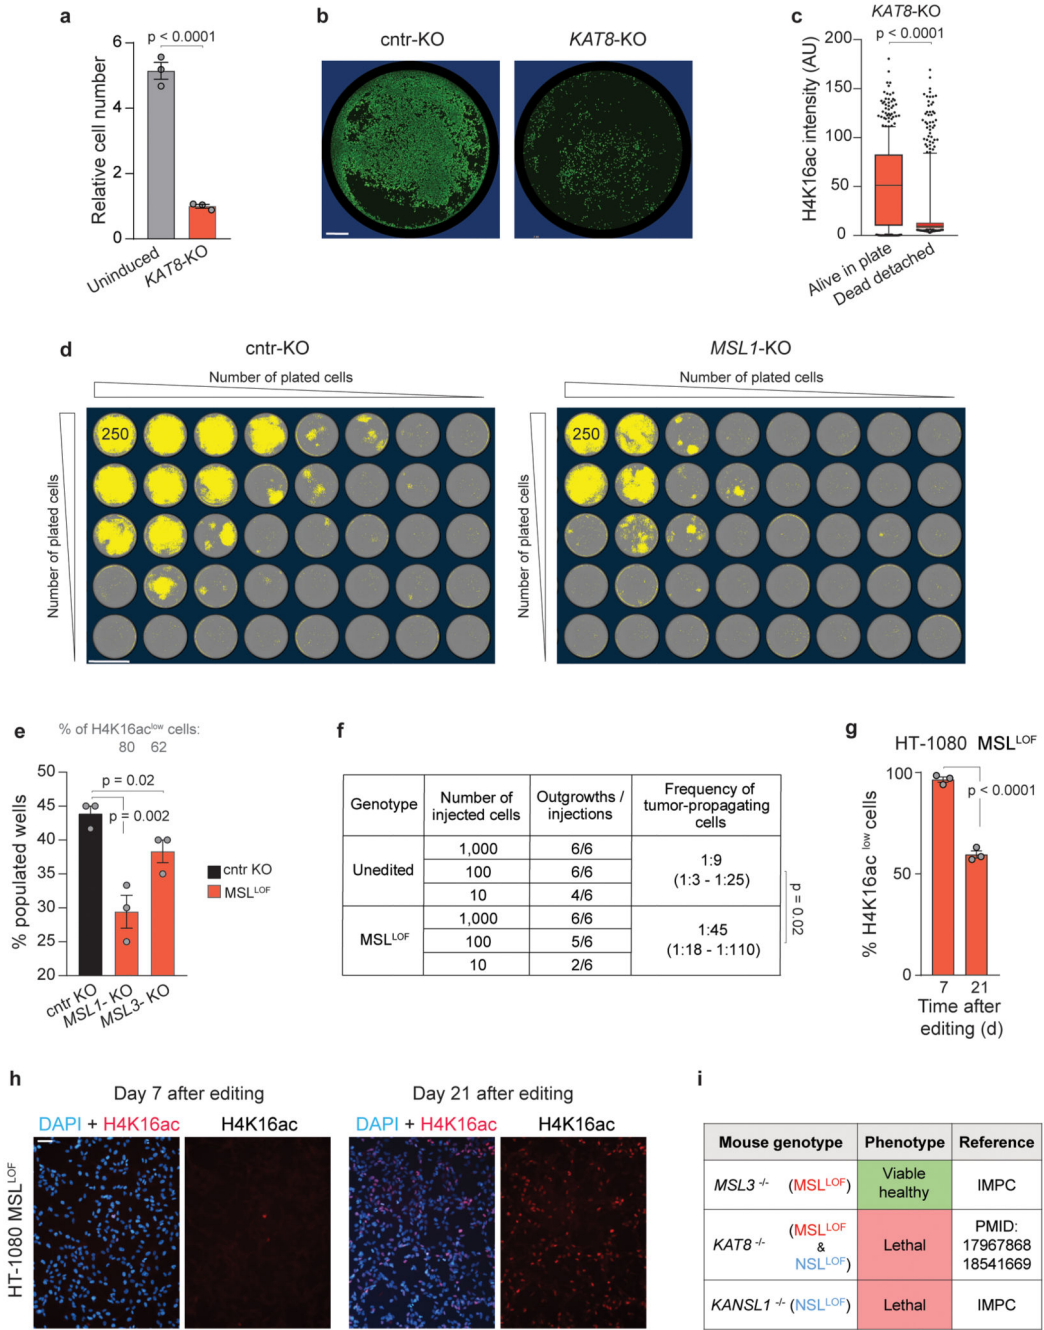 a
p < 0.0001
Relative cell number
6
4
2
0
Uninduced
KAT8-KO
b
cntr-KO
KAT8-KO
c
KAT8-KO
p < 0.0001
H4K16ac intensity (AU)
200
150
100
50
0
Alive in plate
Dead detached
d
cntr-KO
Number of plated cells
Number of plated cells
250
MSL1-KO
Number of plated cells
Number of plated cells
250
e
% of H4K16ac^low cells:
80 62
p = 0.02
p = 0.002
% populated wells
50
45
40
35
30
25
20
cntr KO
MSL1- KO
MSL3- KO
cntr KO
MSL^LOF
f
Genotype
Number of
injected cells
Outgrowths /
injections
Frequency of
tumor-propagating
cells
Unedited
1,000 6/6
100 6/6
10 4/6
1:9
(1:3 - 1:25)
MSL^LOF
1,000 6/6
100 5/6
10 2/6
1:45
(1:18 - 1:110)
p = 0.02
g
HT-1080 MSL^LOF
p < 0.0001
% H4K16ac ^low cells
100
50
0
7 21
Time after
editing (d)
h
Day 7 after editing
Day 21 after editing
DAPI + H4K16ac
H4K16ac
DAPI + H4K16ac
H4K16ac
HT-1080 MSL^LOF
i
Mouse genotype Phenotype Reference
MSL3 -/- (MSL^LOF)
Viable
healthy
IMPC
KAT8 -/- (MSL^LOF
&
NSL^LOF)
Lethal
PMID:
17967868
18541669
KANSL1 -/- (NSL^LOF) Lethal IMPC